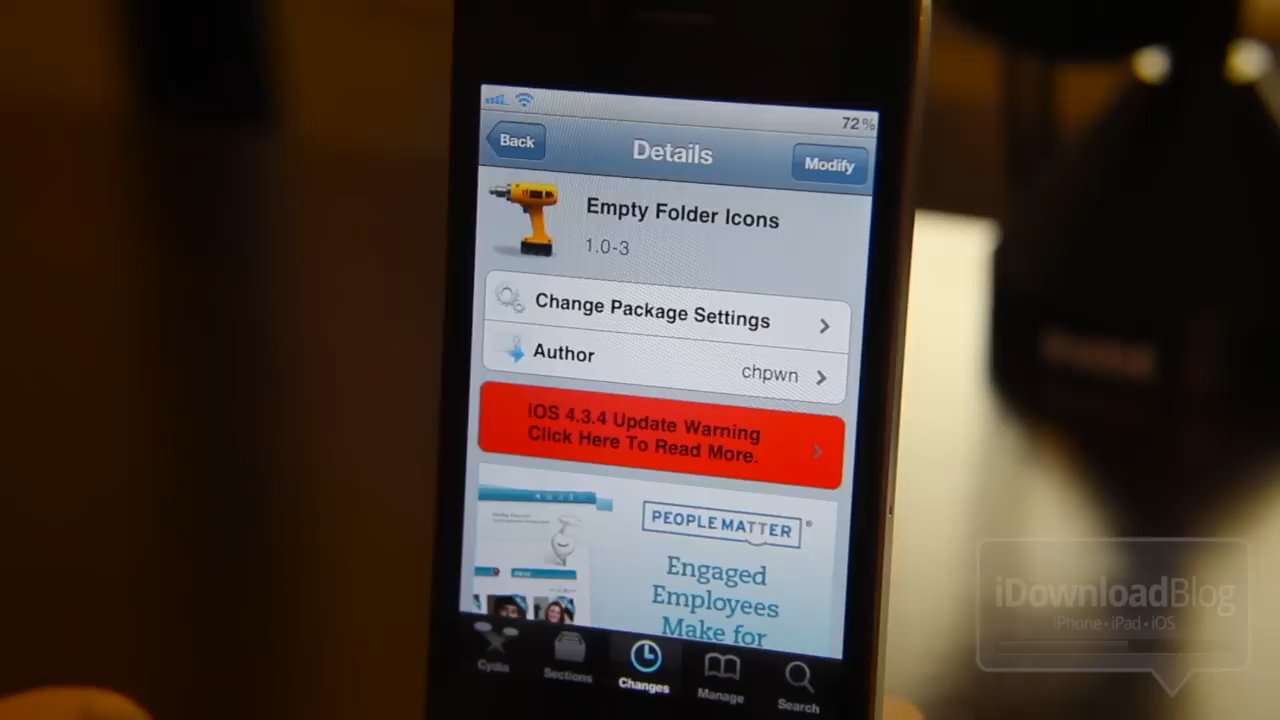 72%
Back
Details
Modify
Empty Folder Icons
1.0-3
Change Package Settings
Author
chpwn
iOS 4.3.4 Update Warning
Click Here To Read More.
PEOPLEMATTER®
Engaged
Employees
Make for
Cydia
Sections
Changes
Manage
Search
iDownloadBlog
iPhone • iPad • iOS